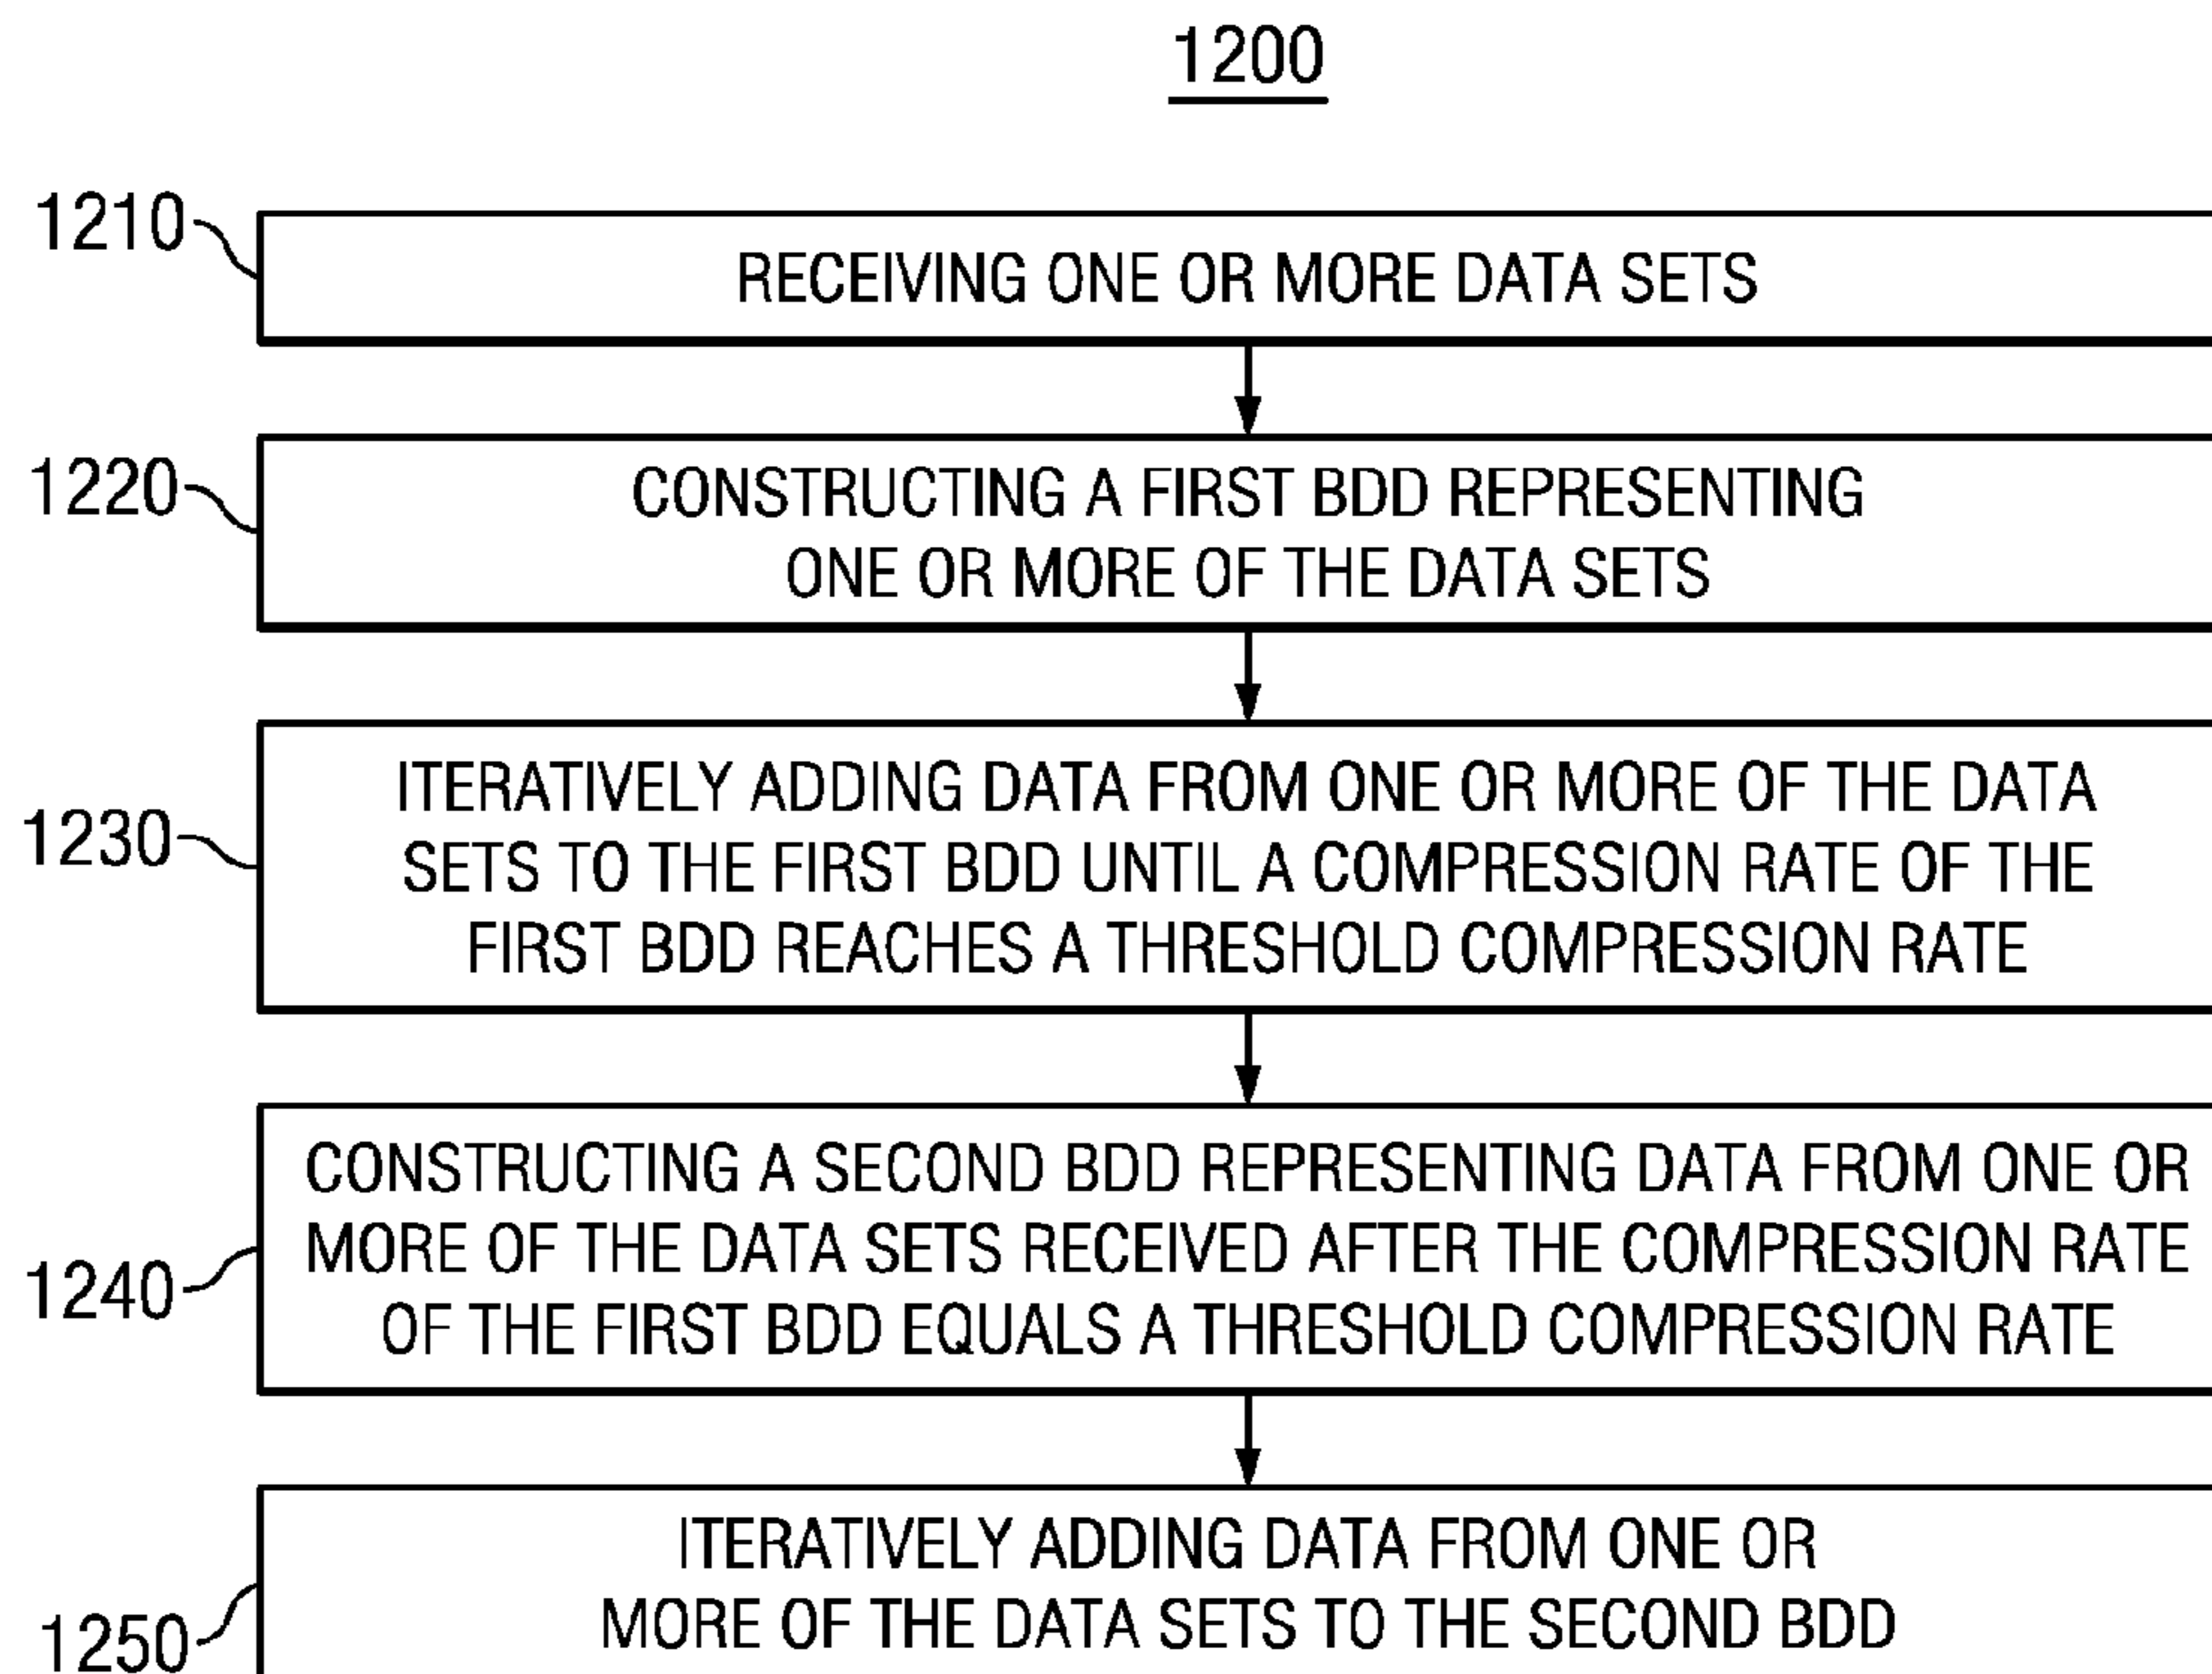 1200
1210
RECEIVING ONE OR MORE DATA SETS
1220
CONSTRUCTING A FIRST BDD REPRESENTING
ONE OR MORE OF THE DATA SETS
1230
ITERATIVELY ADDING DATA FROM ONE OR MORE OF THE DATA
SETS TO THE FIRST BDD UNTIL A COMPRESSION RATE OF THE
FIRST BDD REACHES A THRESHOLD COMPRESSION RATE
1240
CONSTRUCTING A SECOND BDD REPRESENTING DATA FROM ONE OR
MORE OF THE DATA SETS RECEIVED AFTER THE COMPRESSION RATE
OF THE FIRST BDD EQUALS A THRESHOLD COMPRESSION RATE
1250
ITERATIVELY ADDING DATA FROM ONE OR
MORE OF THE DATA SETS TO THE SECOND BDD